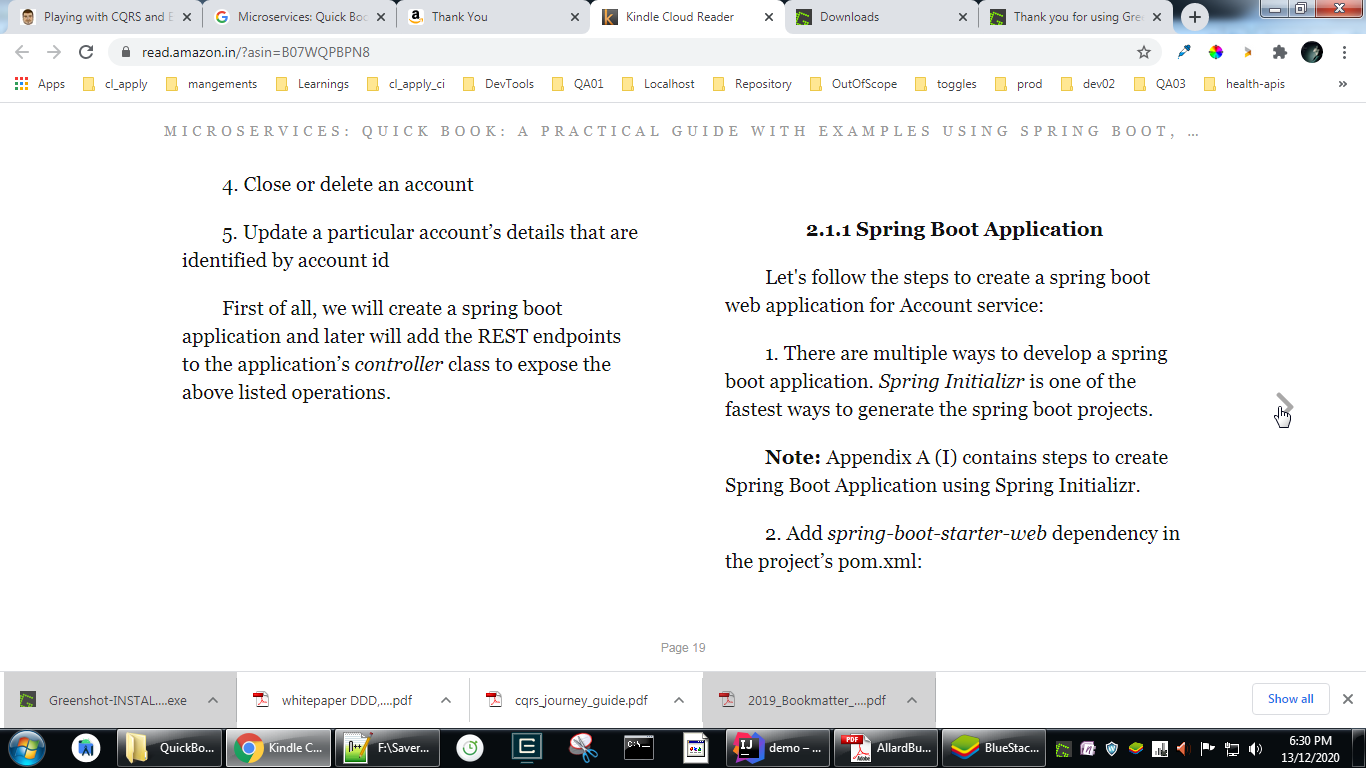 Playing with CQRS and E
Microservices: Quick Boo
Thank You
Kindle Cloud Reader
Downloads
Thank you for using Gre
read.amazon.in/?asin=B07WQPBPN8
Apps
cl_apply
mangements
Learnings
cl_apply_ci
DevTools
QA01
Localhost
Repository
OutOfScope
toggles
prod
dev02
QA03
health-apis
»
MICROSERVICES: QUICK BOOK: A PRACTICAL GUIDE WITH EXAMPLES USING SPRING BOOT, …
4. Close or delete an account
5. Update a particular account’s details that are
identified by account id
First of all, we will create a spring boot
application and later will add the REST endpoints
to the application’s controller class to expose the
above listed operations.
2.1.1 Spring Boot Application
Let's follow the steps to create a spring boot
web application for Account service:
1. There are multiple ways to develop a spring
boot application. Spring Initializr is one of the
fastest ways to generate the spring boot projects.
Note: Appendix A (I) contains steps to create
Spring Boot Application using Spring Initializr.
2. Add spring-boot-starter-web dependency in
the project’s pom.xml:
Page 19
Greenshot-INSTAL....exe
whitepaper DDD,....pdf
cqrs_journey_guide.pdf
2019_Bookmatter_....pdf
Show all
QuickBo...
Kindle C...
F:\Saver...
demo – ...
AllardBu...
BlueStac...
6:30 PM
13/12/2020